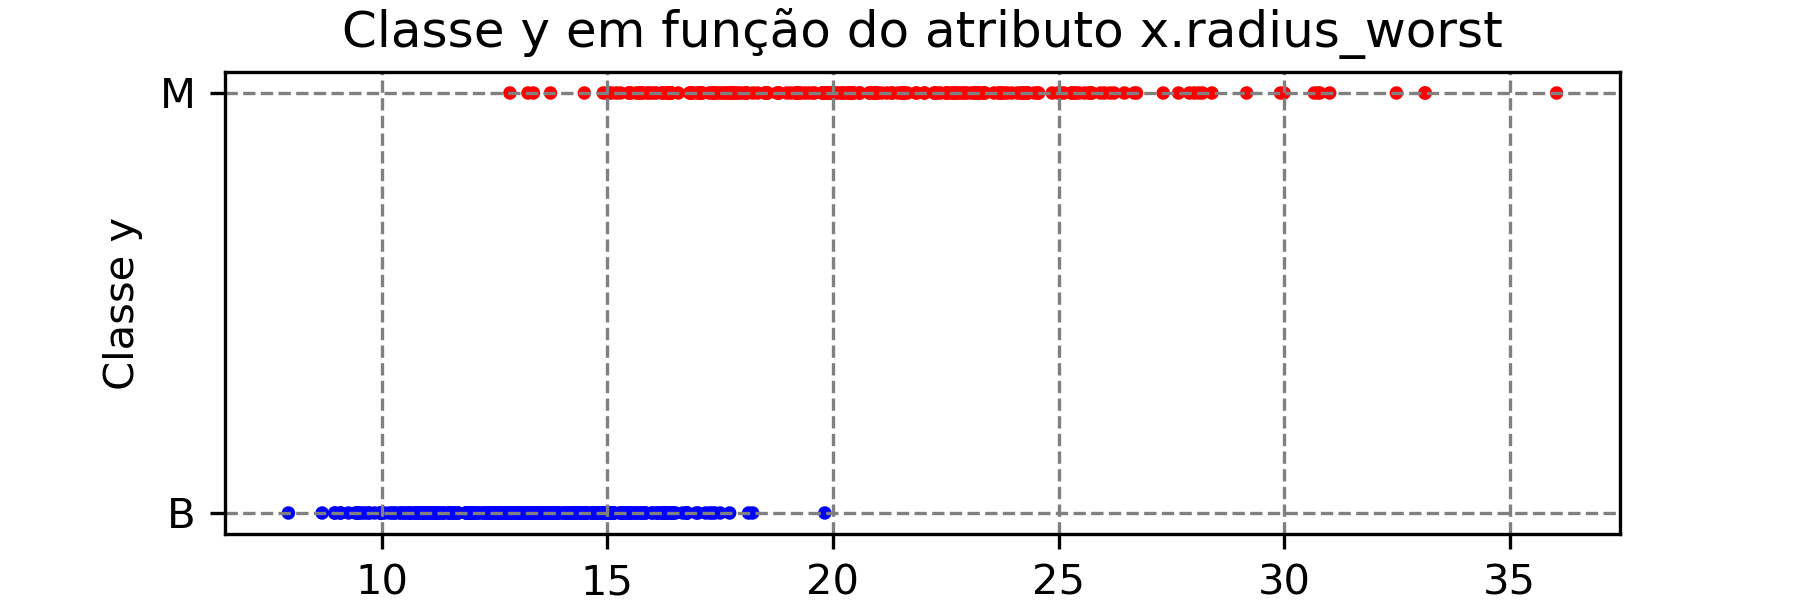 Classe y em função do atributo x.radius_worst
M
Classe y
B
10 15 20 25 30 35